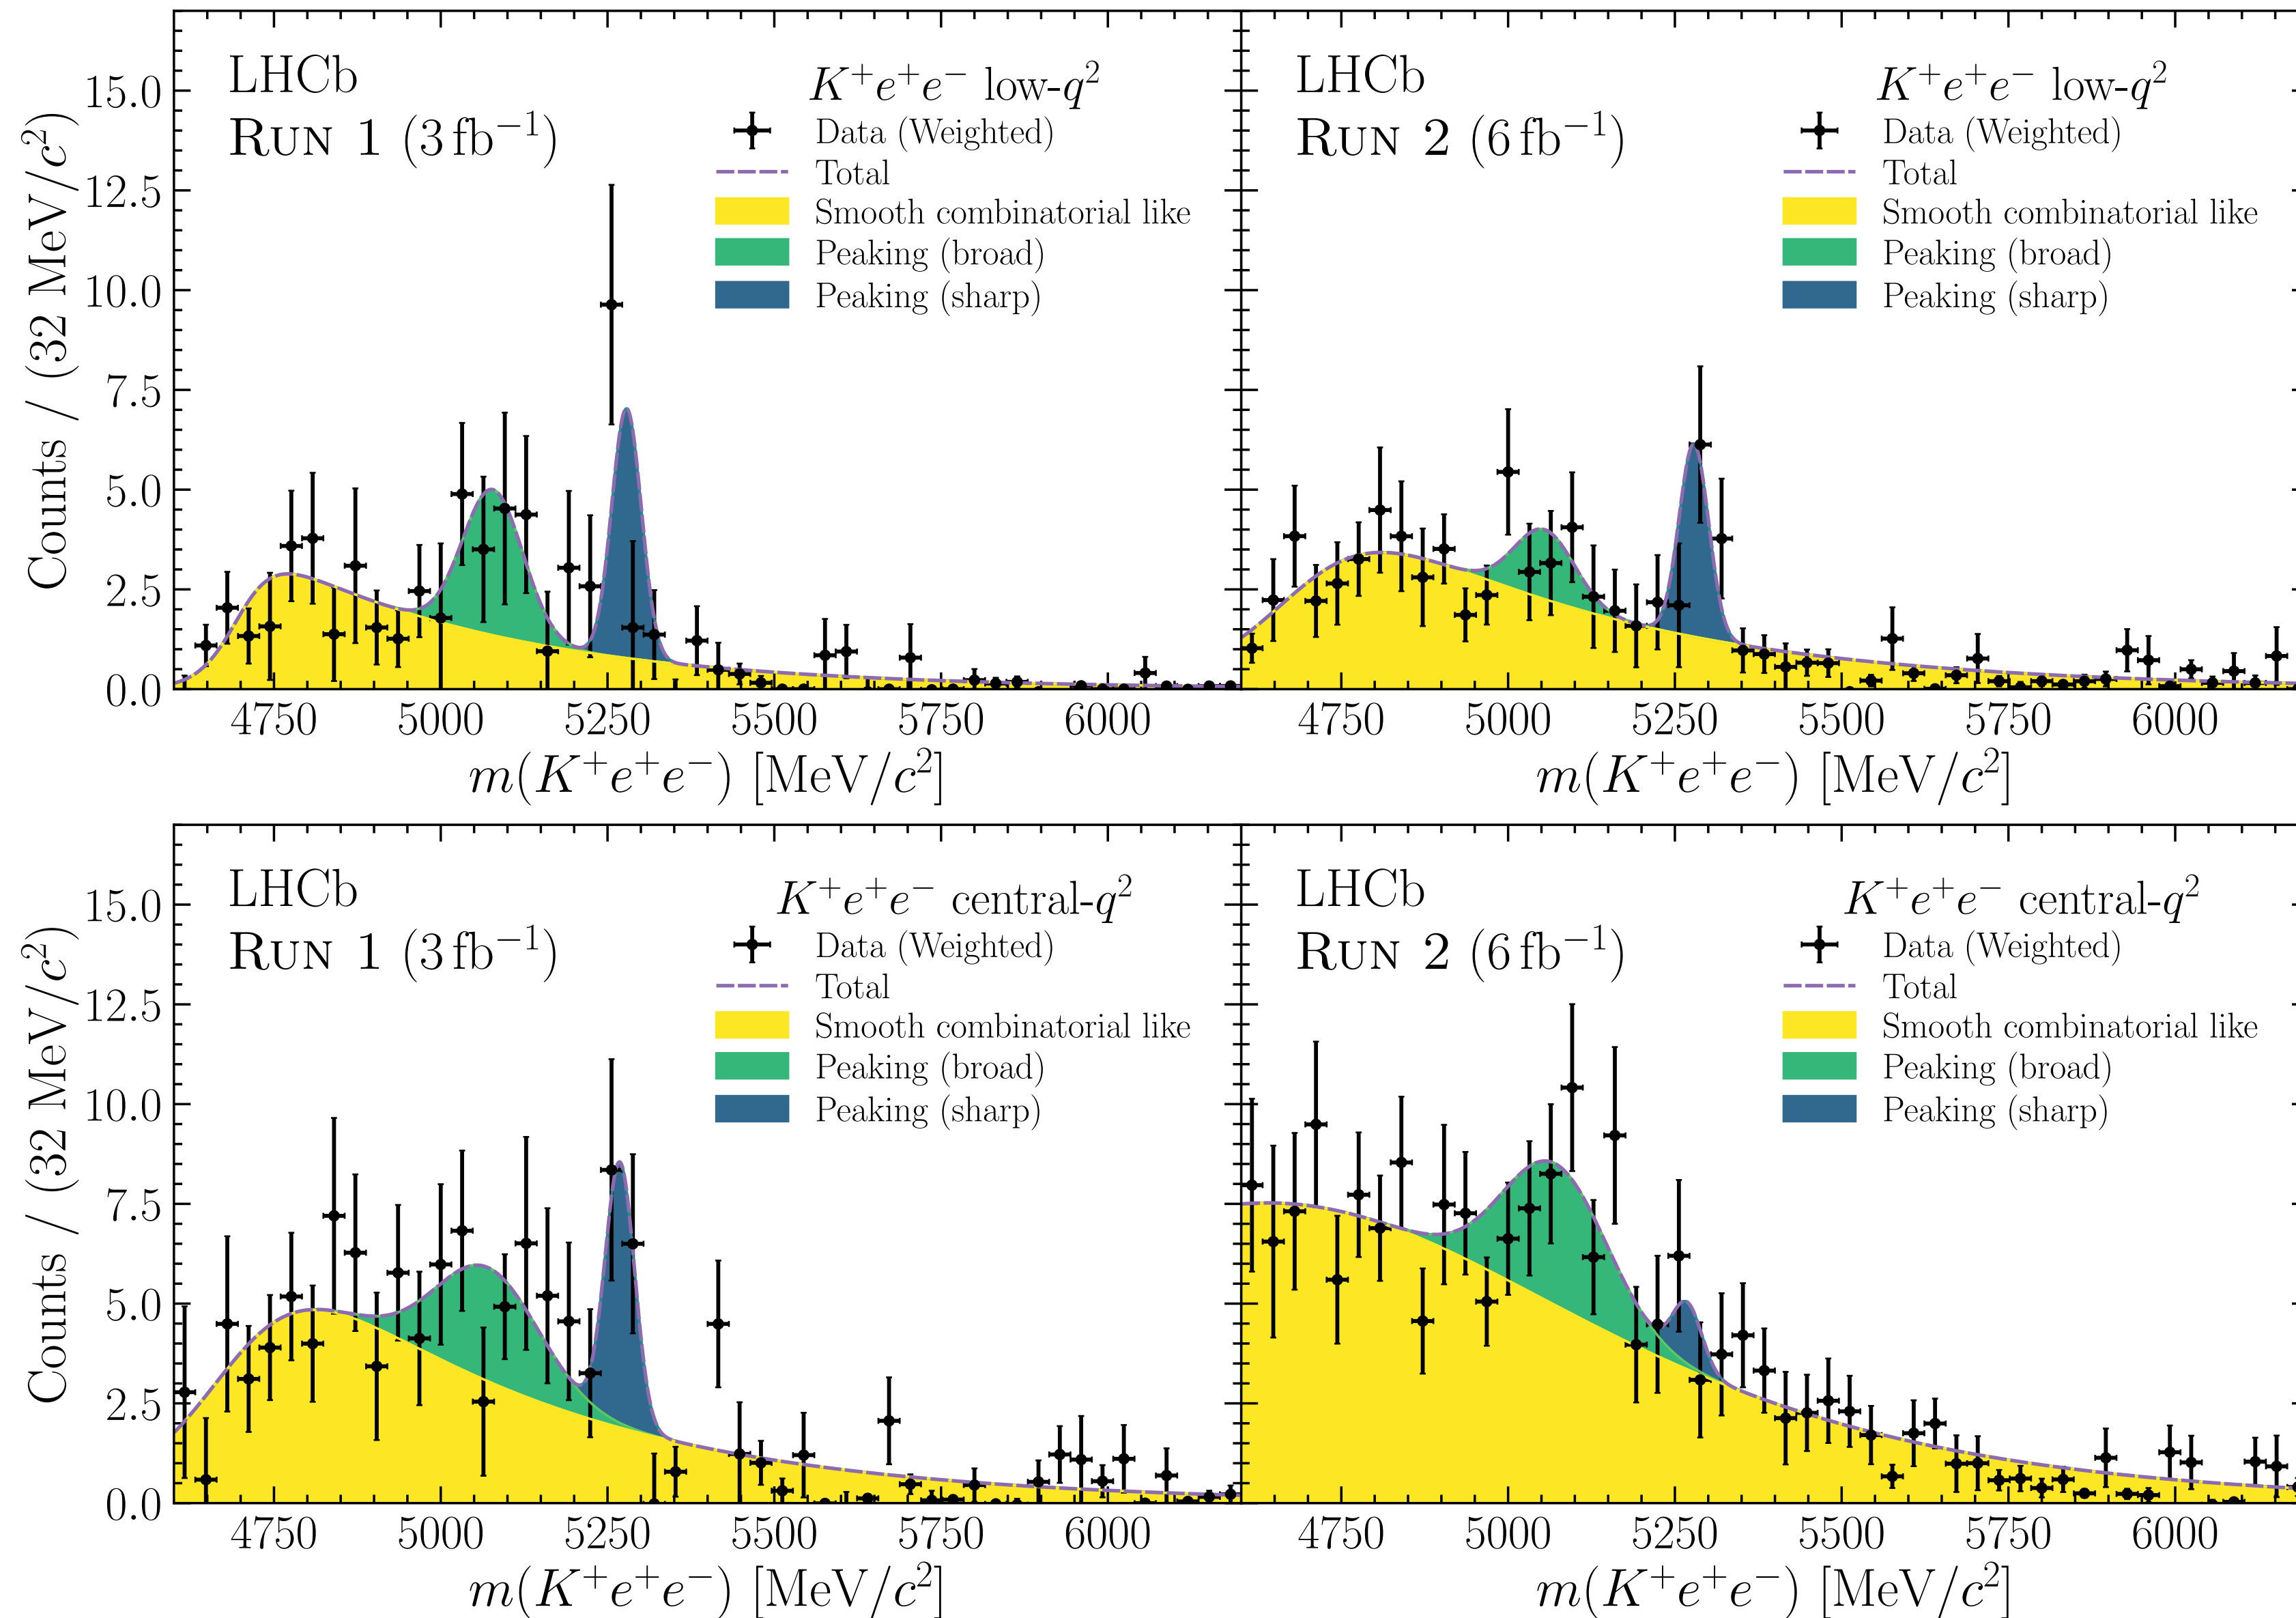 LHCb
RUN 1 (3 fb⁻¹)
K⁺e⁺e⁻ low-q²
Data (Weighted)
Total
Smooth combinatorial like
Peaking (broad)
Peaking (sharp)
Counts / (32 MeV/c²)
15.0
12.5
10.0
7.5
5.0
2.5
0.0
4750 5000 5250 5500 5750 6000
m(K⁺e⁺e⁻) [MeV/c²]
LHCb
RUN 2 (6 fb⁻¹)
K⁺e⁺e⁻ low-q²
Data (Weighted)
Total
Smooth combinatorial like
Peaking (broad)
Peaking (sharp)
4750 5000 5250 5500 5750 6000
m(K⁺e⁺e⁻) [MeV/c²]
LHCb
RUN 1 (3 fb⁻¹)
K⁺e⁺e⁻ central-q²
Data (Weighted)
Total
Smooth combinatorial like
Peaking (broad)
Peaking (sharp)
Counts / (32 MeV/c²)
15.0
12.5
10.0
7.5
5.0
2.5
0.0
4750 5000 5250 5500 5750 6000
m(K⁺e⁺e⁻) [MeV/c²]
LHCb
RUN 2 (6 fb⁻¹)
K⁺e⁺e⁻ central-q²
Data (Weighted)
Total
Smooth combinatorial like
Peaking (broad)
Peaking (sharp)
4750 5000 5250 5500 5750 6000
m(K⁺e⁺e⁻) [MeV/c²]